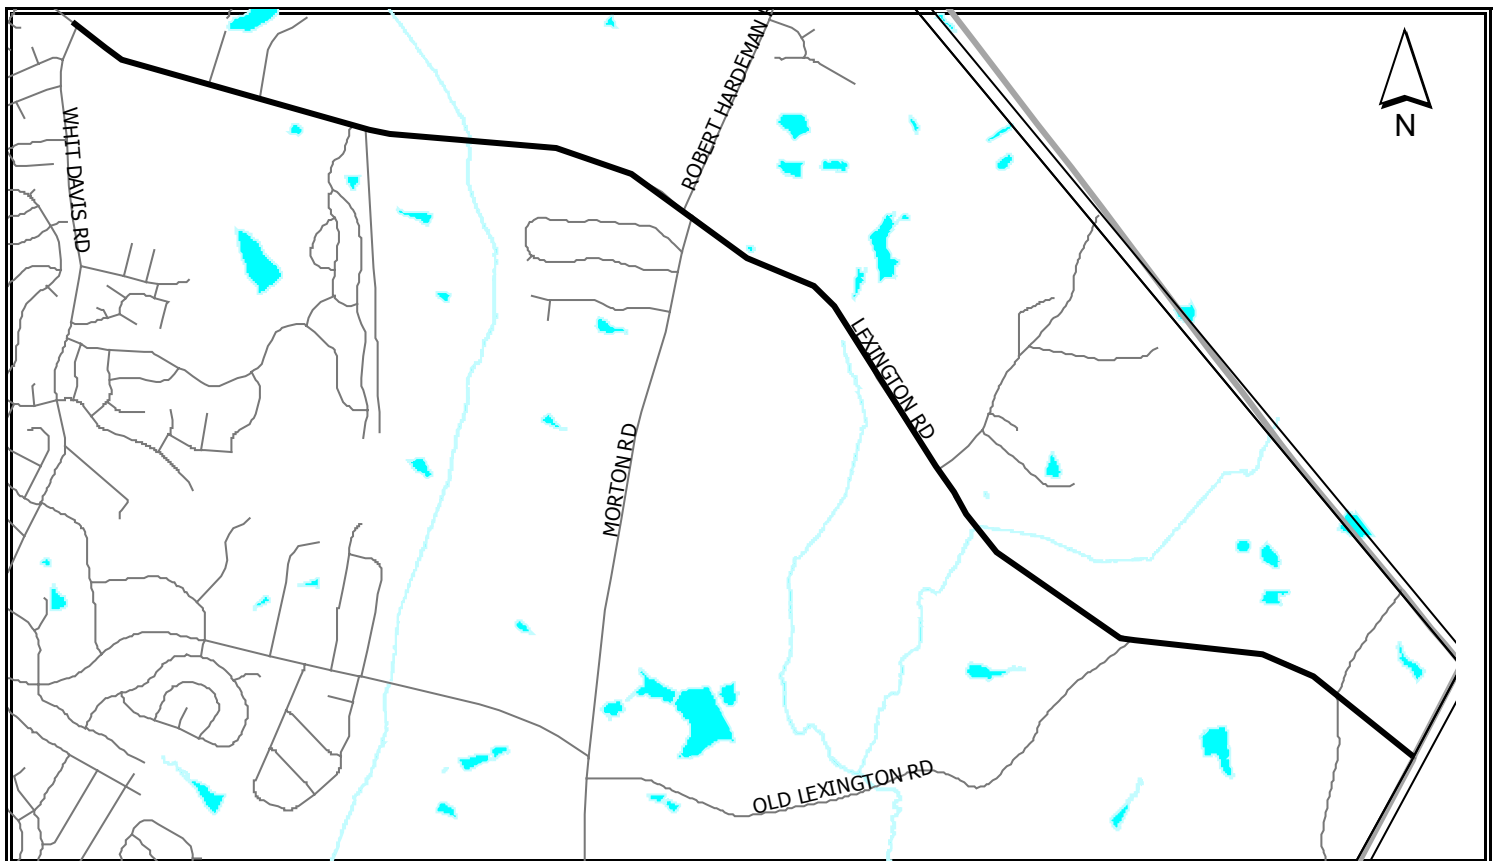 ROBERT HARDEMAN
N
WHIT DAVIS RD
LEXINGTON RD
MORTON RD
OLD LEXINGTON RD